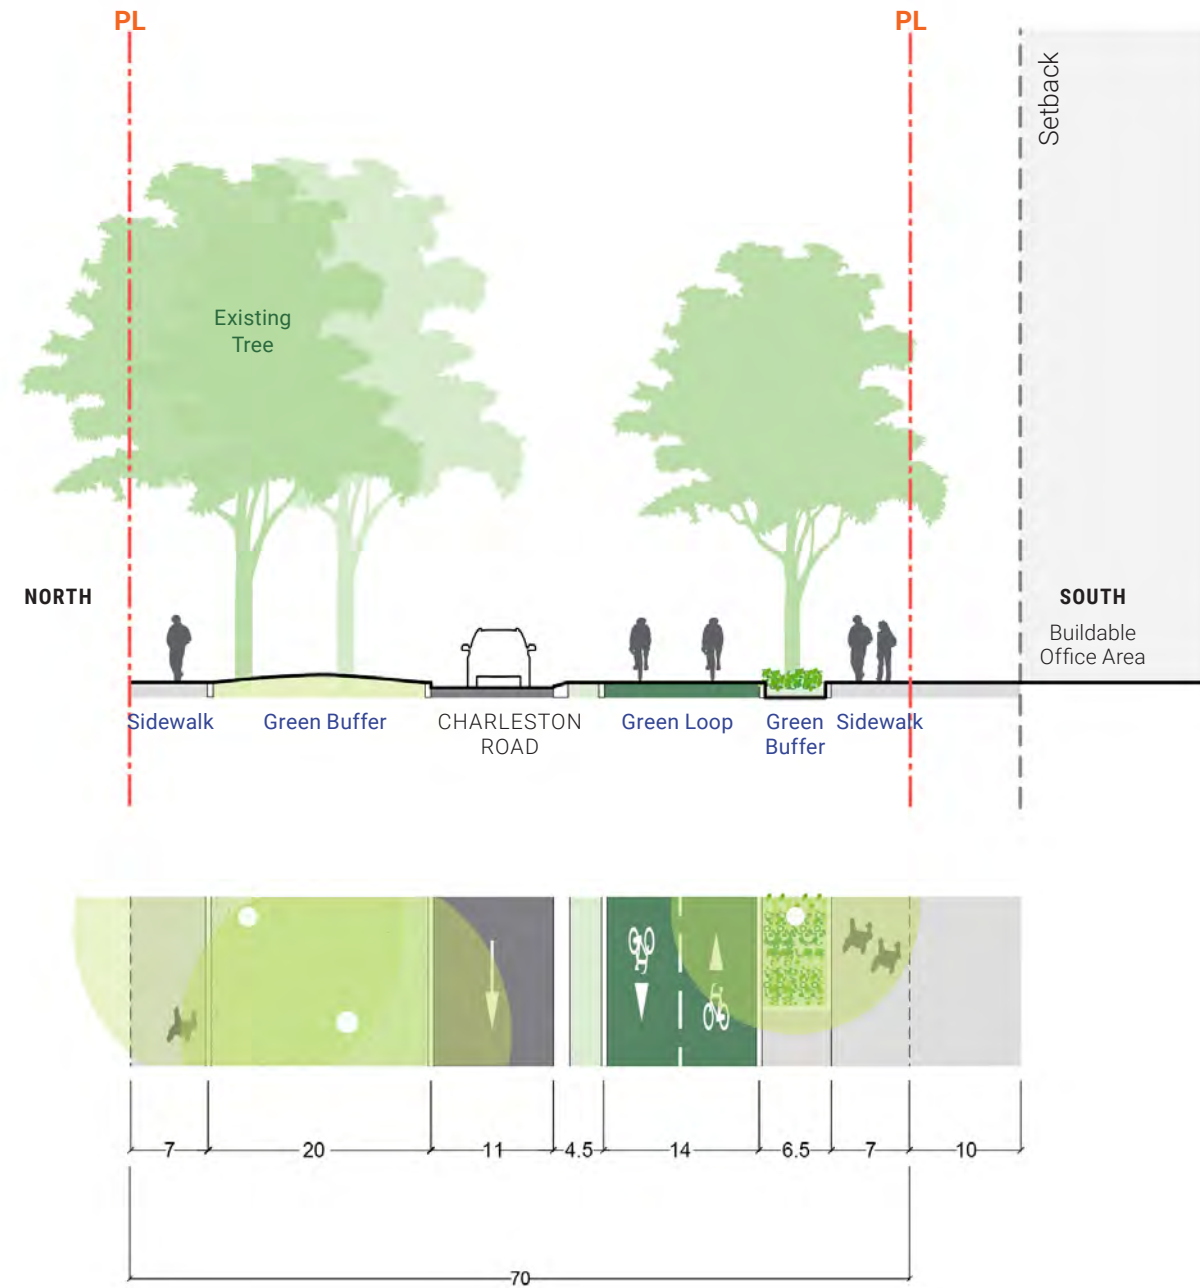 PL
PL
Setback
Existing
Tree
NORTH
SOUTH
Buildable
Office Area
Sidewalk
Green Buffer
CHARLESTON
ROAD
Green Loop
Green
Buffer
Sidewalk
7
20
11
4.5
14
6.5
7
10
70